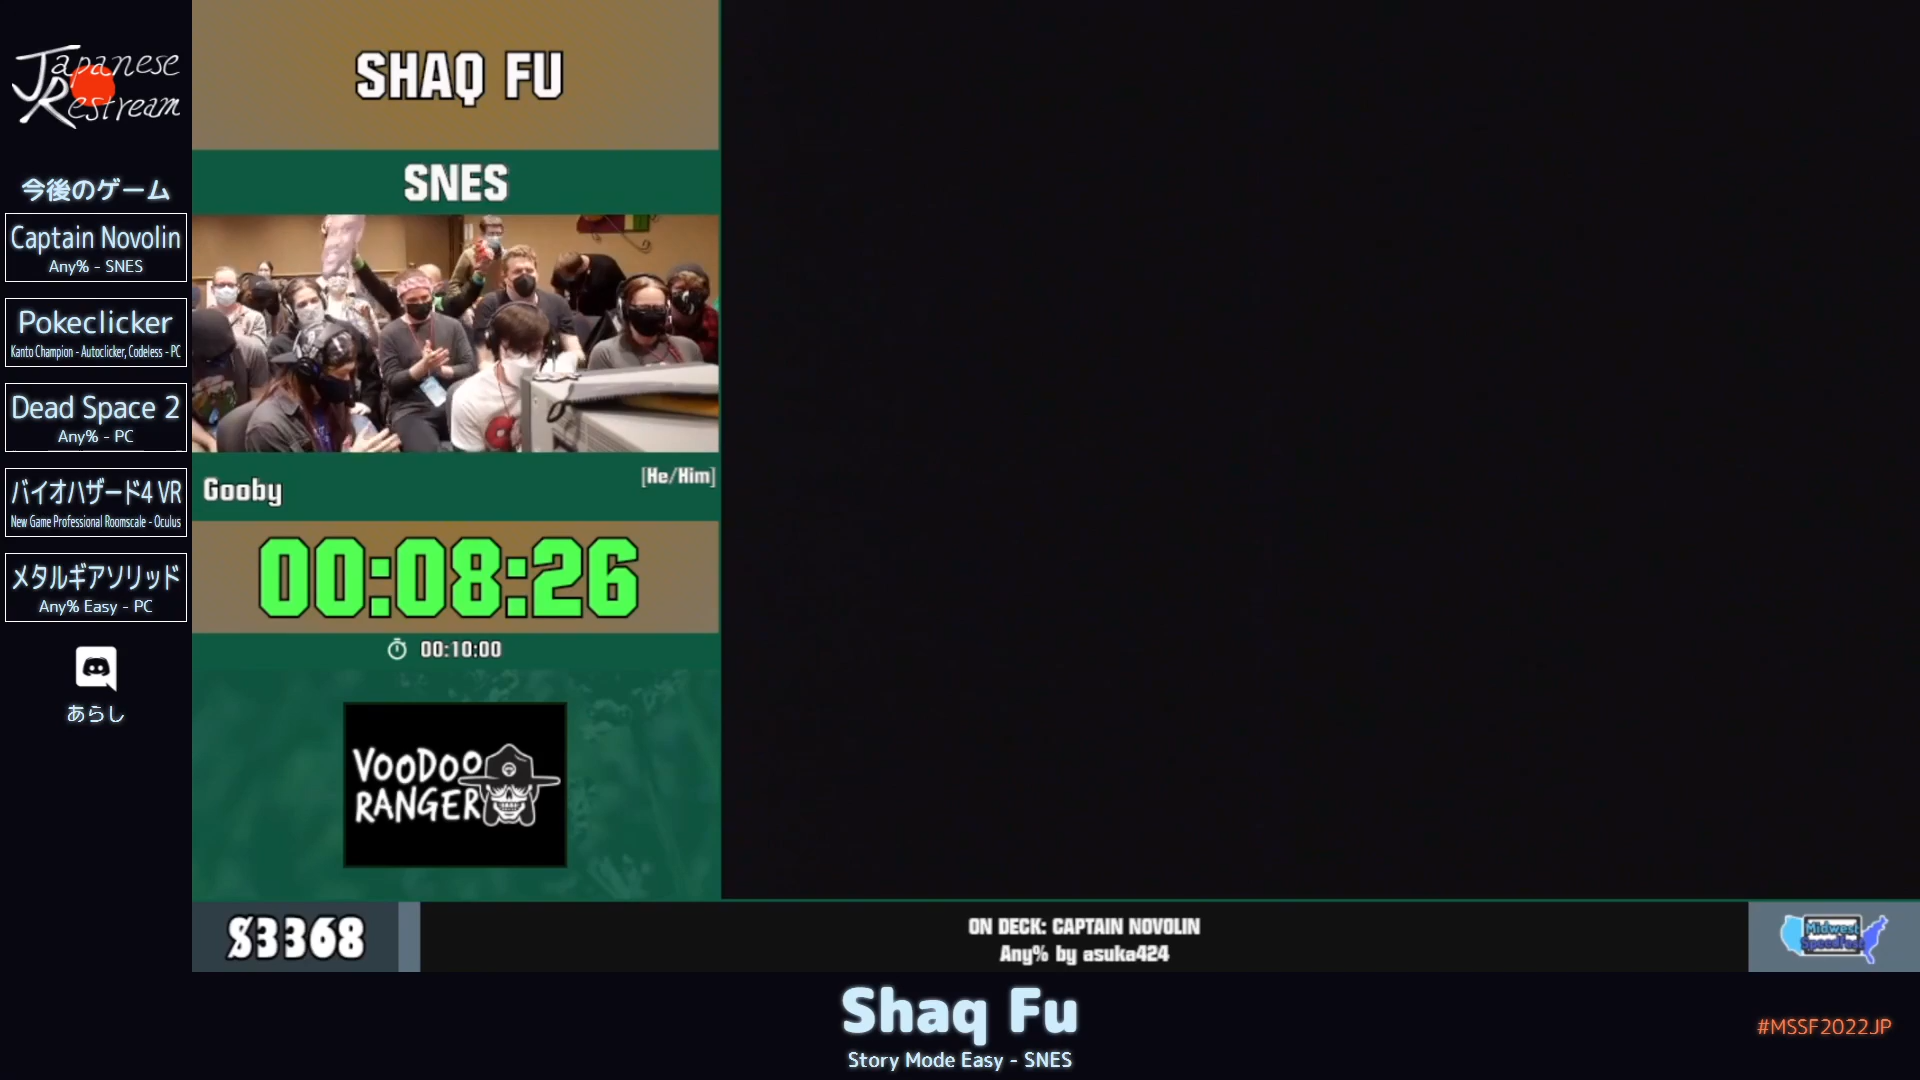 Japanese
Restream
今後のゲーム
Captain Novolin
Any% - SNES
Pokeclicker
Kanto Champion - Autoclicker, Codeless - PC
Dead Space 2
Any% - PC
バイオハザード4 VR
New Game Professional Roomscale - Oculus
メタルギアソリッド
Any% Easy - PC
あらし
SHAQ FU
SNES
Gooby
[He/Him]
00:08:26
00:10:00
VOODOO
RANGER
$3368
ON DECK: CAPTAIN NOVOLIN
Any% by asuka424
Midwest
SpeedFest
Shaq Fu
Story Mode Easy - SNES
#MSSF2022JP